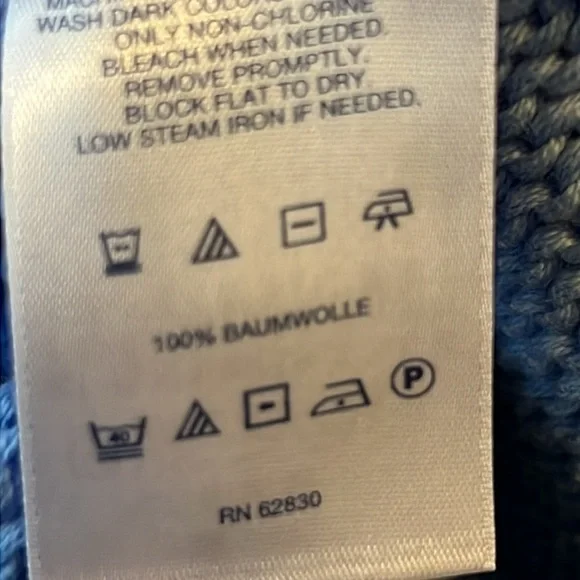 WASH DARK
ONLY NON-CHLORINE
BLEACH WHEN NEEDED.
REMOVE PROMPTLY.
BLOCK FLAT TO DRY.
LOW STEAM IRON IF NEEDED.
100% BAUMWOLLE
40
P
RN 62830